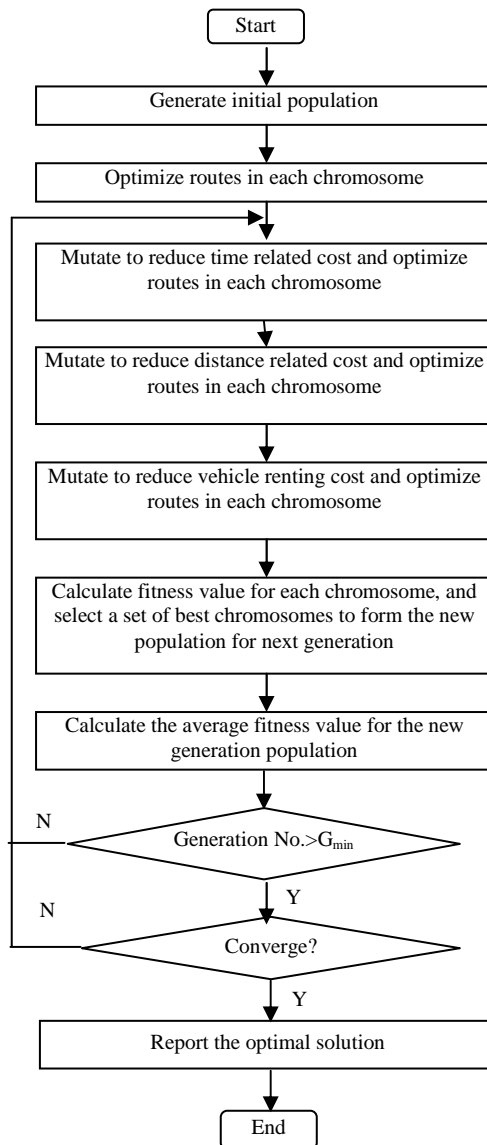 Start
Generate initial population
Optimize routes in each chromosome
Mutate to reduce time related cost and optimize
routes in each chromosome
Mutate to reduce distance related cost and optimize
routes in each chromosome
Mutate to reduce vehicle renting cost and optimize
routes in each chromosome
Calculate fitness value for each chromosome, and
select a set of best chromosomes to form the new
population for next generation
Calculate the average fitness value for the new
generation population
N
Generation No.>Gmin
Y
N
Converge?
Y
Report the optimal solution
End